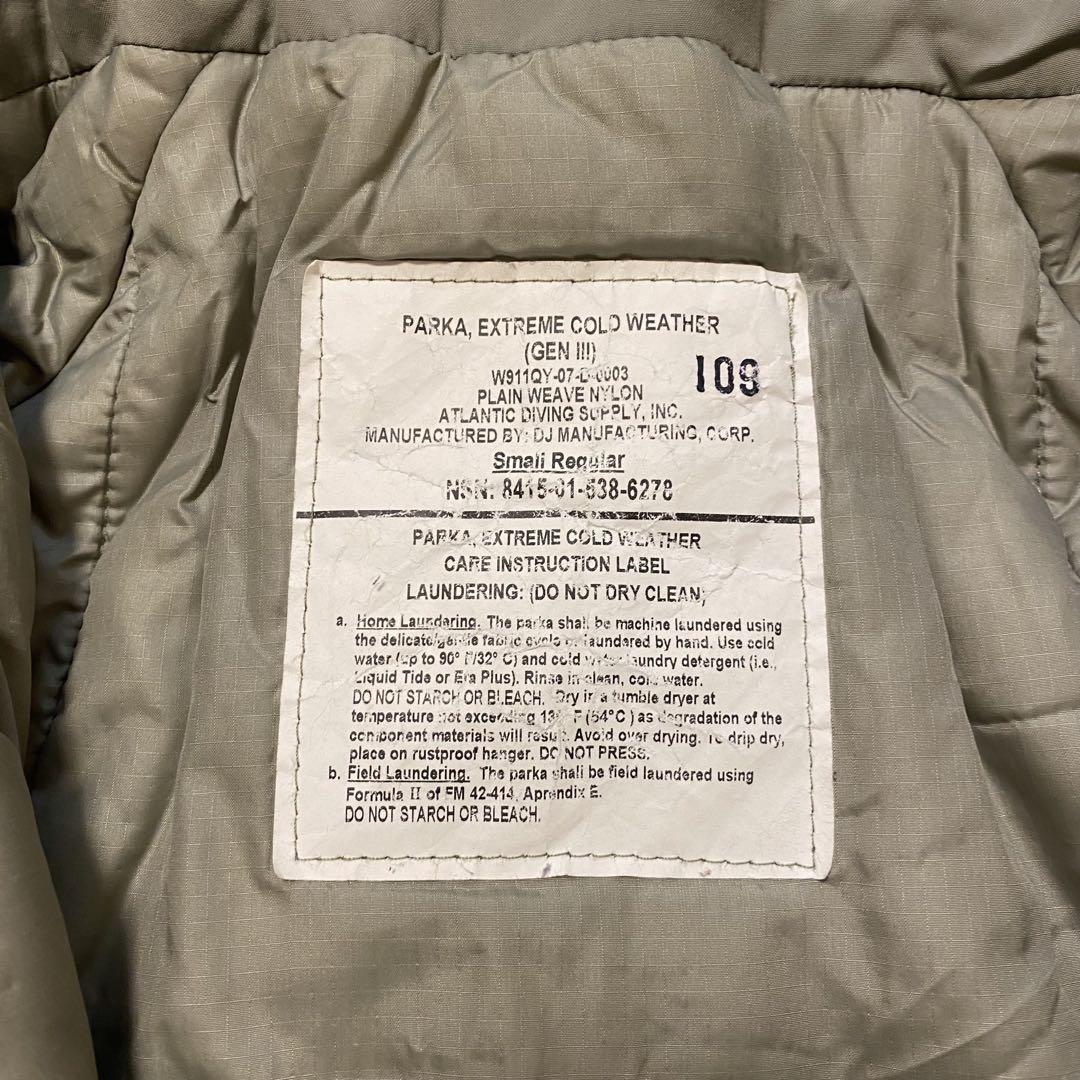 PARKA, EXTREME COLD WEATHER
(GEN III)
109
W911QY-07-D-0003
PLAIN WEAVE NYLON
ATLANTIC DIVING SUPPLY, INC.
MANUFACTURED BY: DJ MANUFACTURING, CORP.
Small Regular
NSN: 8415-01-538-6278
PARKA, EXTREME COLD WEATHER
CARE INSTRUCTION LABEL
LAUNDERING: (DO NOT DRY CLEAN)
a. Home Laundering. The parka shall be machine laundered using
the delicate/gentle fabric cycle or laundered by hand. Use cold
water (up to 90° F/32° C) and cold water laundry detergent (i.e.,
Liquid Tide or Era Plus). Rinse in clean, cold water.
DO NOT STARCH OR BLEACH. Dry in a tumble dryer at
temperature not exceeding F (54°C ) as degradation of the
component materials will result. Avoid over drying. To drip dry,
place on rustproof hanger. DO NOT PRESS.
b. Field Laundering. The parka shall be field laundered using
Formula II of FM 42-414, Appendix E.
DO NOT STARCH OR BLEACH.